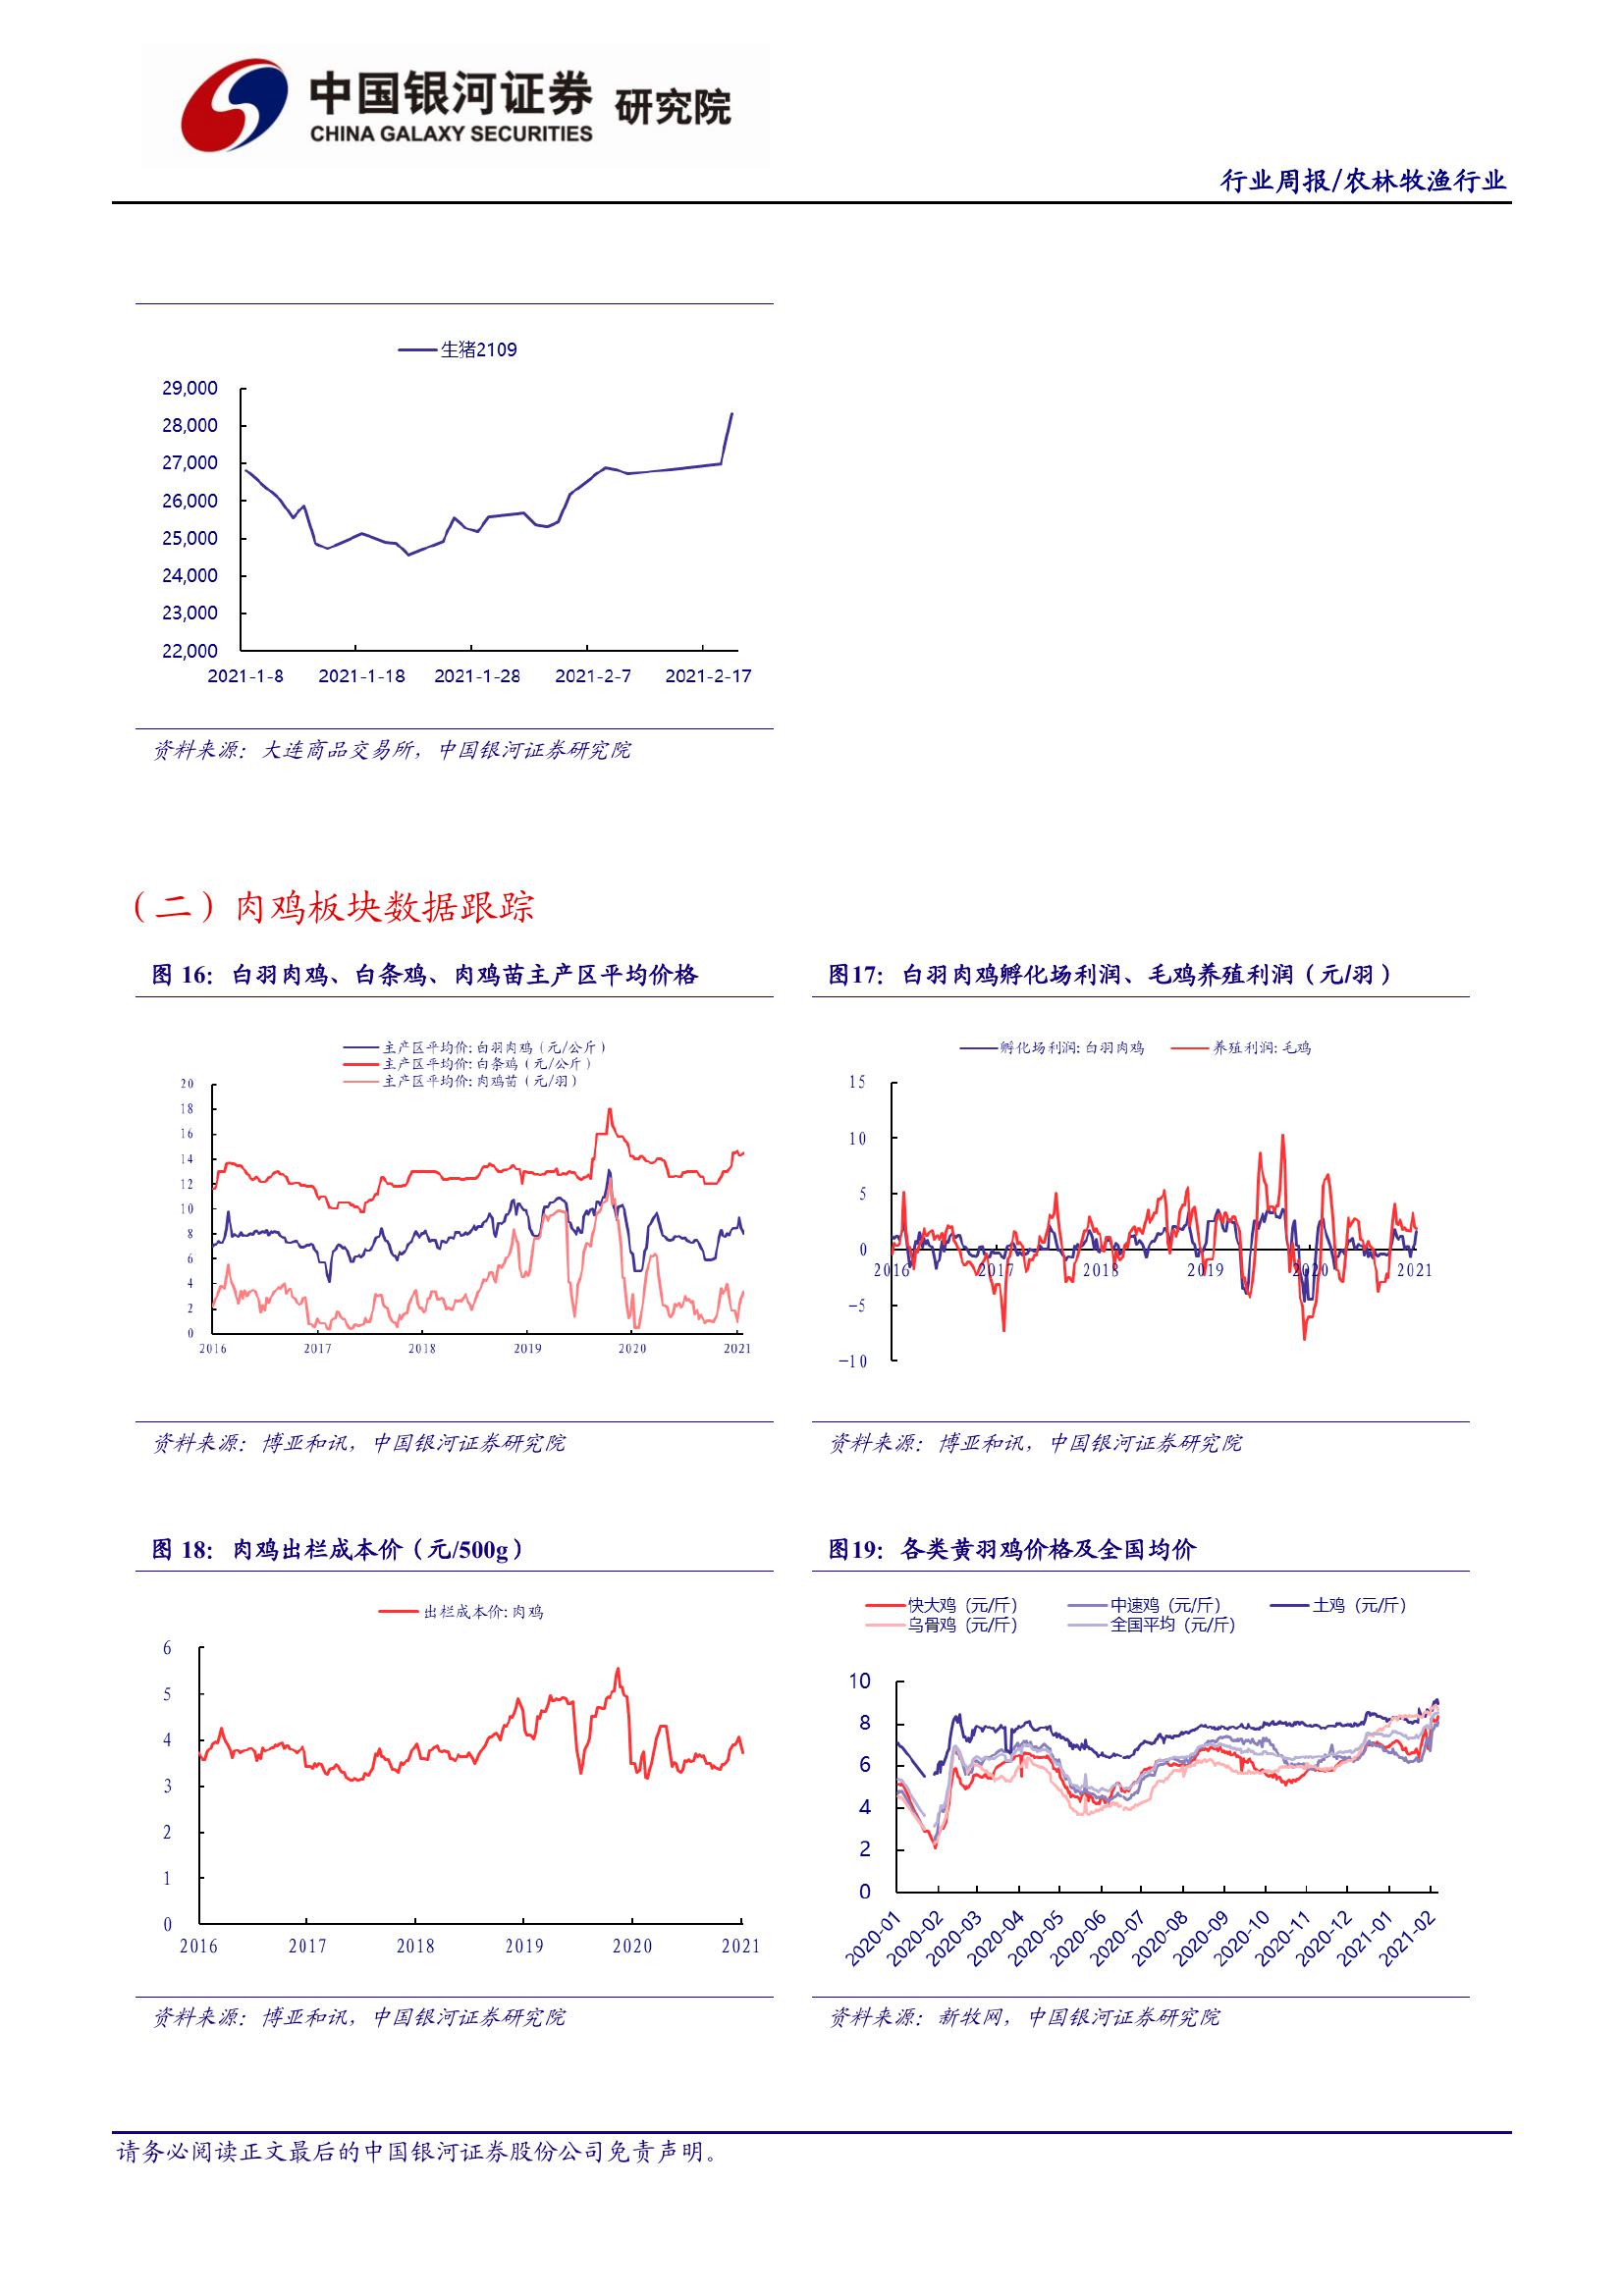 中国银河证券 研究院
CHINA GALAXY SECURITIES
行业周报/农林牧渔行业
生猪2109
29,000
28,000
27,000
26,000
25,000
24,000
23,000
22,000
2021-1-8 2021-1-18 2021-1-28 2021-2-7 2021-2-17
资料来源：大连商品交易所，中国银河证券研究院
（二）肉鸡板块数据跟踪
图 16：白羽肉鸡、白条鸡、肉鸡苗主产区平均价格
主产区平均价:白羽肉鸡（元/公斤）
主产区平均价:白条鸡（元/公斤）
主产区平均价:肉鸡苗（元/羽）
20
18
16
14
12
10
8
6
4
2
0
2016 2017 2018 2019 2020 2021
资料来源：博亚和讯，中国银河证券研究院
图17：白羽肉鸡孵化场利润、毛鸡养殖利润（元/羽）
孵化场利润:白羽肉鸡 养殖利润:毛鸡
15
10
5
0
2016 2017 2018 2019 2020 2021
-5
-10
资料来源：博亚和讯，中国银河证券研究院
图 18：肉鸡出栏成本价（元/500g）
出栏成本价:肉鸡
6
5
4
3
2
1
0
2016 2017 2018 2019 2020 2021
资料来源：博亚和讯，中国银河证券研究院
图19：各类黄羽鸡价格及全国均价
快大鸡（元/斤） 中速鸡（元/斤） 土鸡（元/斤）
乌骨鸡（元/斤） 全国平均（元/斤）
10
8
6
4
2
0
2020-01 2020-02 2020-03 2020-04 2020-05 2020-06 2020-07 2020-08 2020-09 2020-10 2020-11 2020-12 2021-01 2021-02
资料来源：新牧网，中国银河证券研究院
请务必阅读正文最后的中国银河证券股份公司免责声明。